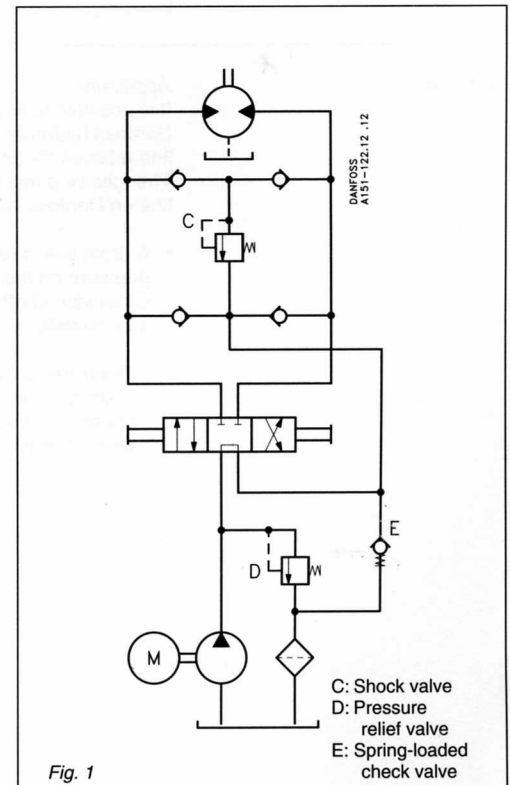 DANFOSS
A151-122.12.12
C
E
D
M
C: Shock valve
D: Pressure
relief valve
E: Spring-loaded
check valve
Fig. 1